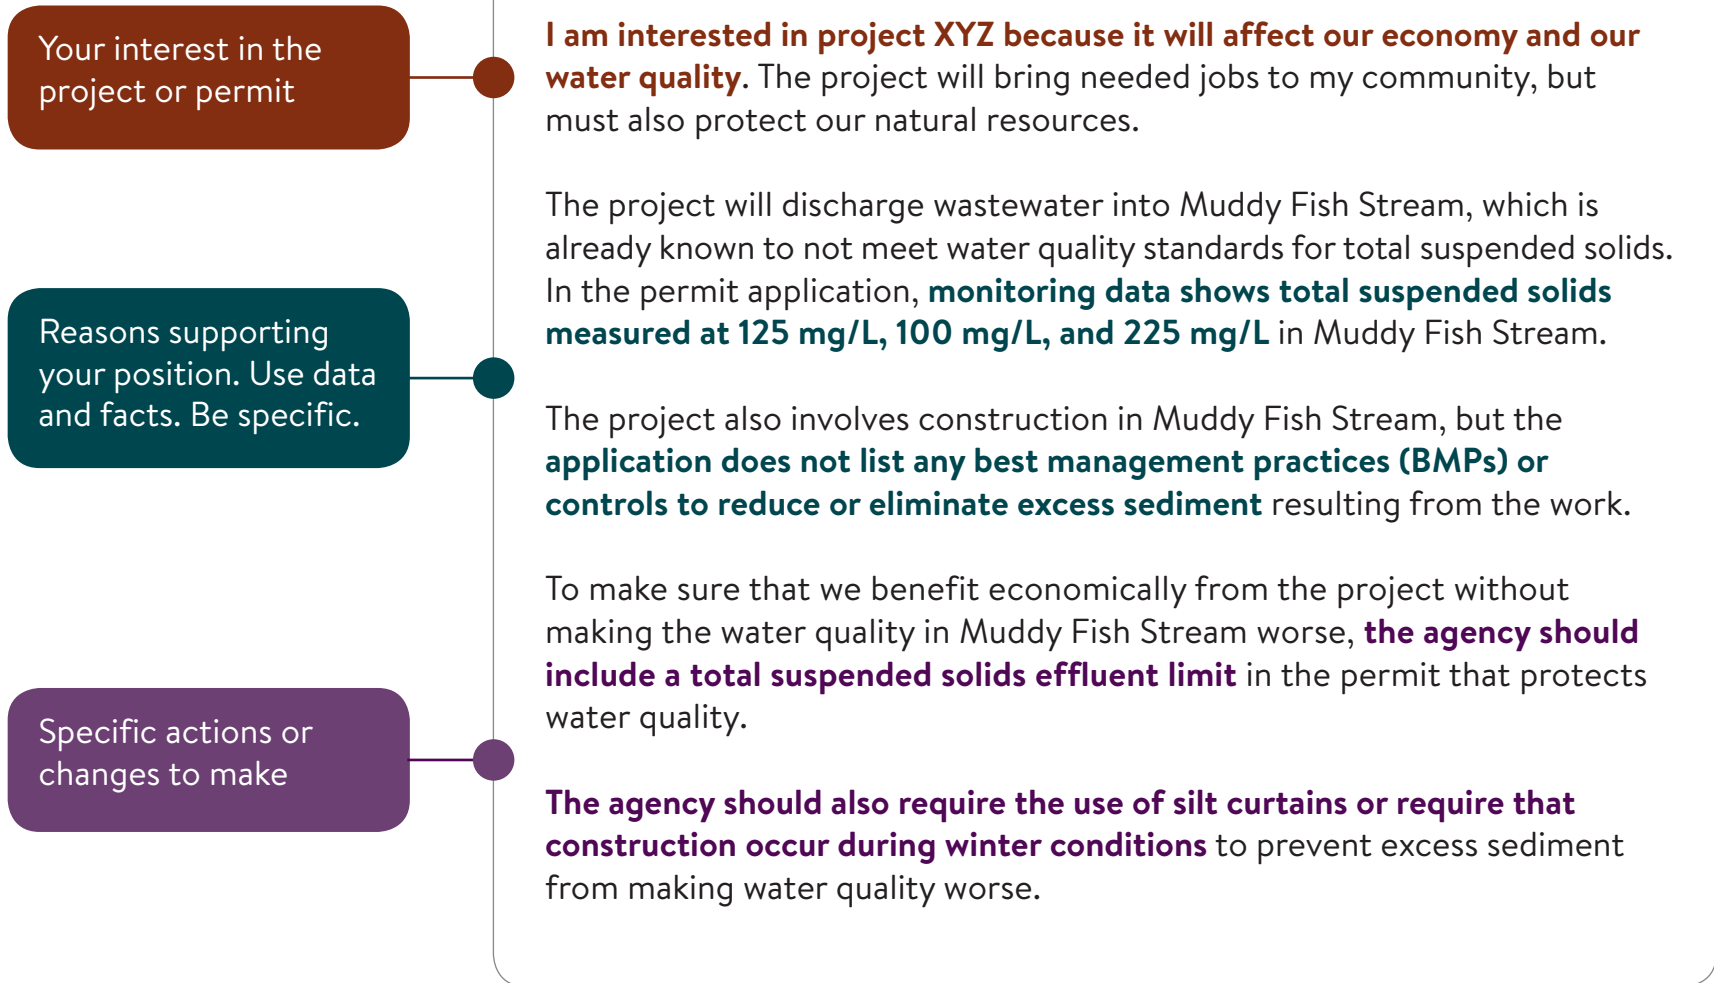 Your interest in the
project or permit
I am interested in project XYZ because it will affect our economy and our
water quality. The project will bring needed jobs to my community, but
must also protect our natural resources.
The project will discharge wastewater into Muddy Fish Stream, which is
already known to not meet water quality standards for total suspended solids.
In the permit application, monitoring data shows total suspended solids
measured at 125 mg/L, 100 mg/L, and 225 mg/L in Muddy Fish Stream.
Reasons supporting
your position. Use data
and facts. Be specific.
The project also involves construction in Muddy Fish Stream, but the
application does not list any best management practices (BMPs) or
controls to reduce or eliminate excess sediment resulting from the work.
To make sure that we benefit economically from the project without
making the water quality in Muddy Fish Stream worse, the agency should
include a total suspended solids effluent limit in the permit that protects
water quality.
Specific actions or
changes to make
The agency should also require the use of silt curtains or require that
construction occur during winter conditions to prevent excess sediment
from making water quality worse.